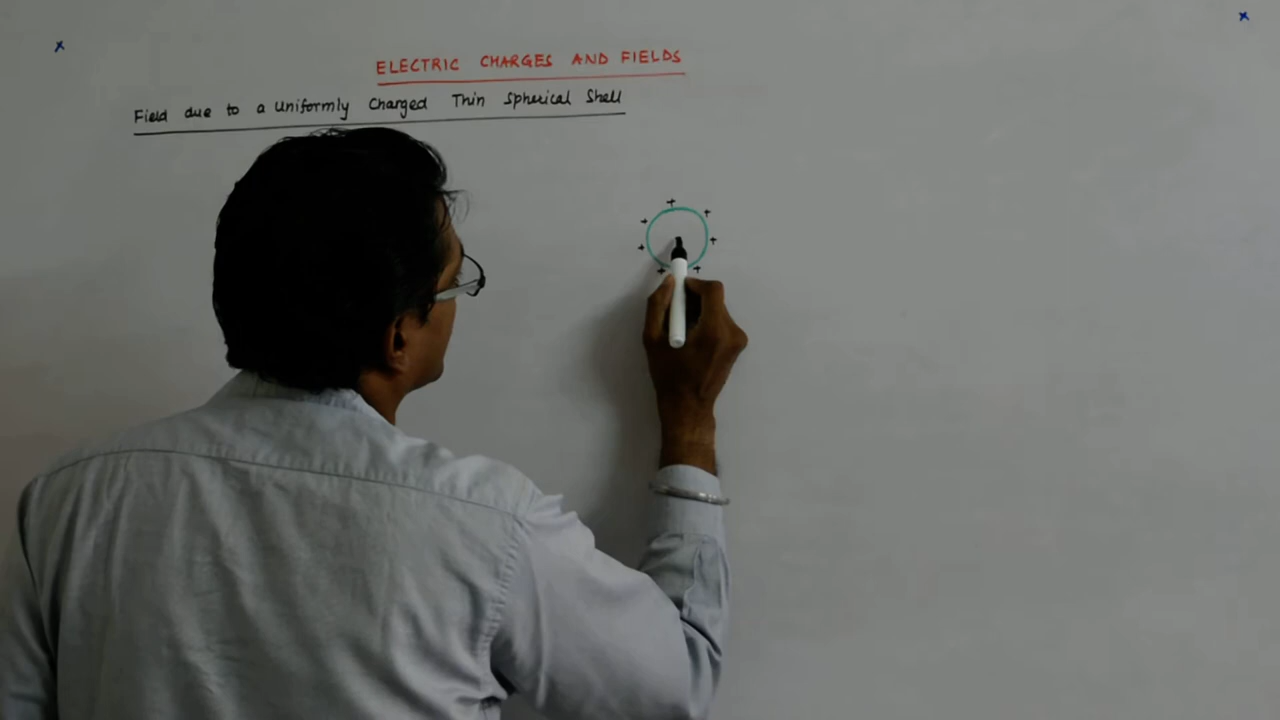 ELECTRIC CHARGES AND FIELDS
Field due to a Uniformly Charged Thin Spherical Shell
+ +
+
+ +
+ +